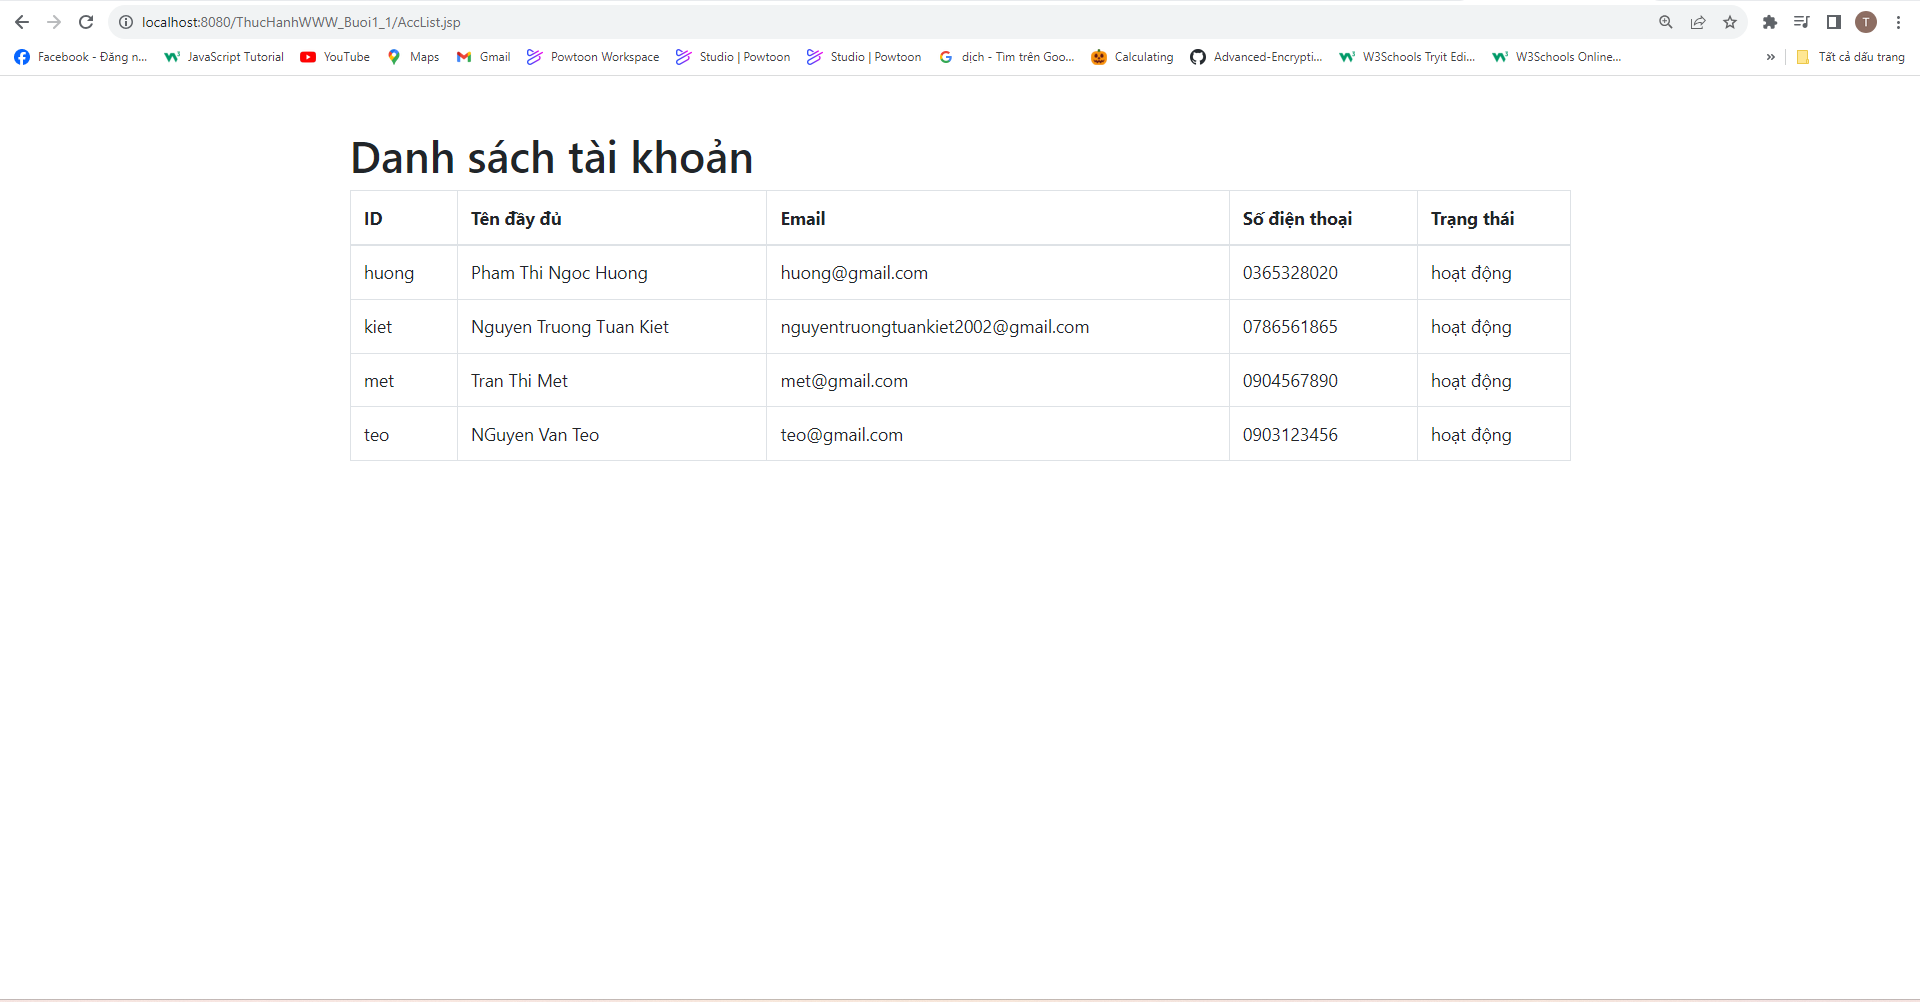 localhost:8080/ThucHanhWWW_Buoi1_1/AccList.jsp T
Facebook - Đăng n... JavaScript Tutorial YouTube Maps Gmail Powtoon Workspace Studio | Powtoon Studio | Powtoon dịch - Tìm trên Goo... Calculating Advanced-Encrypti... W3Schools Tryit Edi... W3Schools Online... » Tất cả dấu trang
Danh sách tài khoản
ID Tên đầy đủ Email Số điện thoại Trạng thái
huong Pham Thi Ngoc Huong huong@gmail.com 0365328020 hoạt động
kiet Nguyen Truong Tuan Kiet nguyentruongtuankiet2002@gmail.com 0786561865 hoạt động
met Tran Thi Met met@gmail.com 0904567890 hoạt động
teo NGuyen Van Teo teo@gmail.com 0903123456 hoạt động